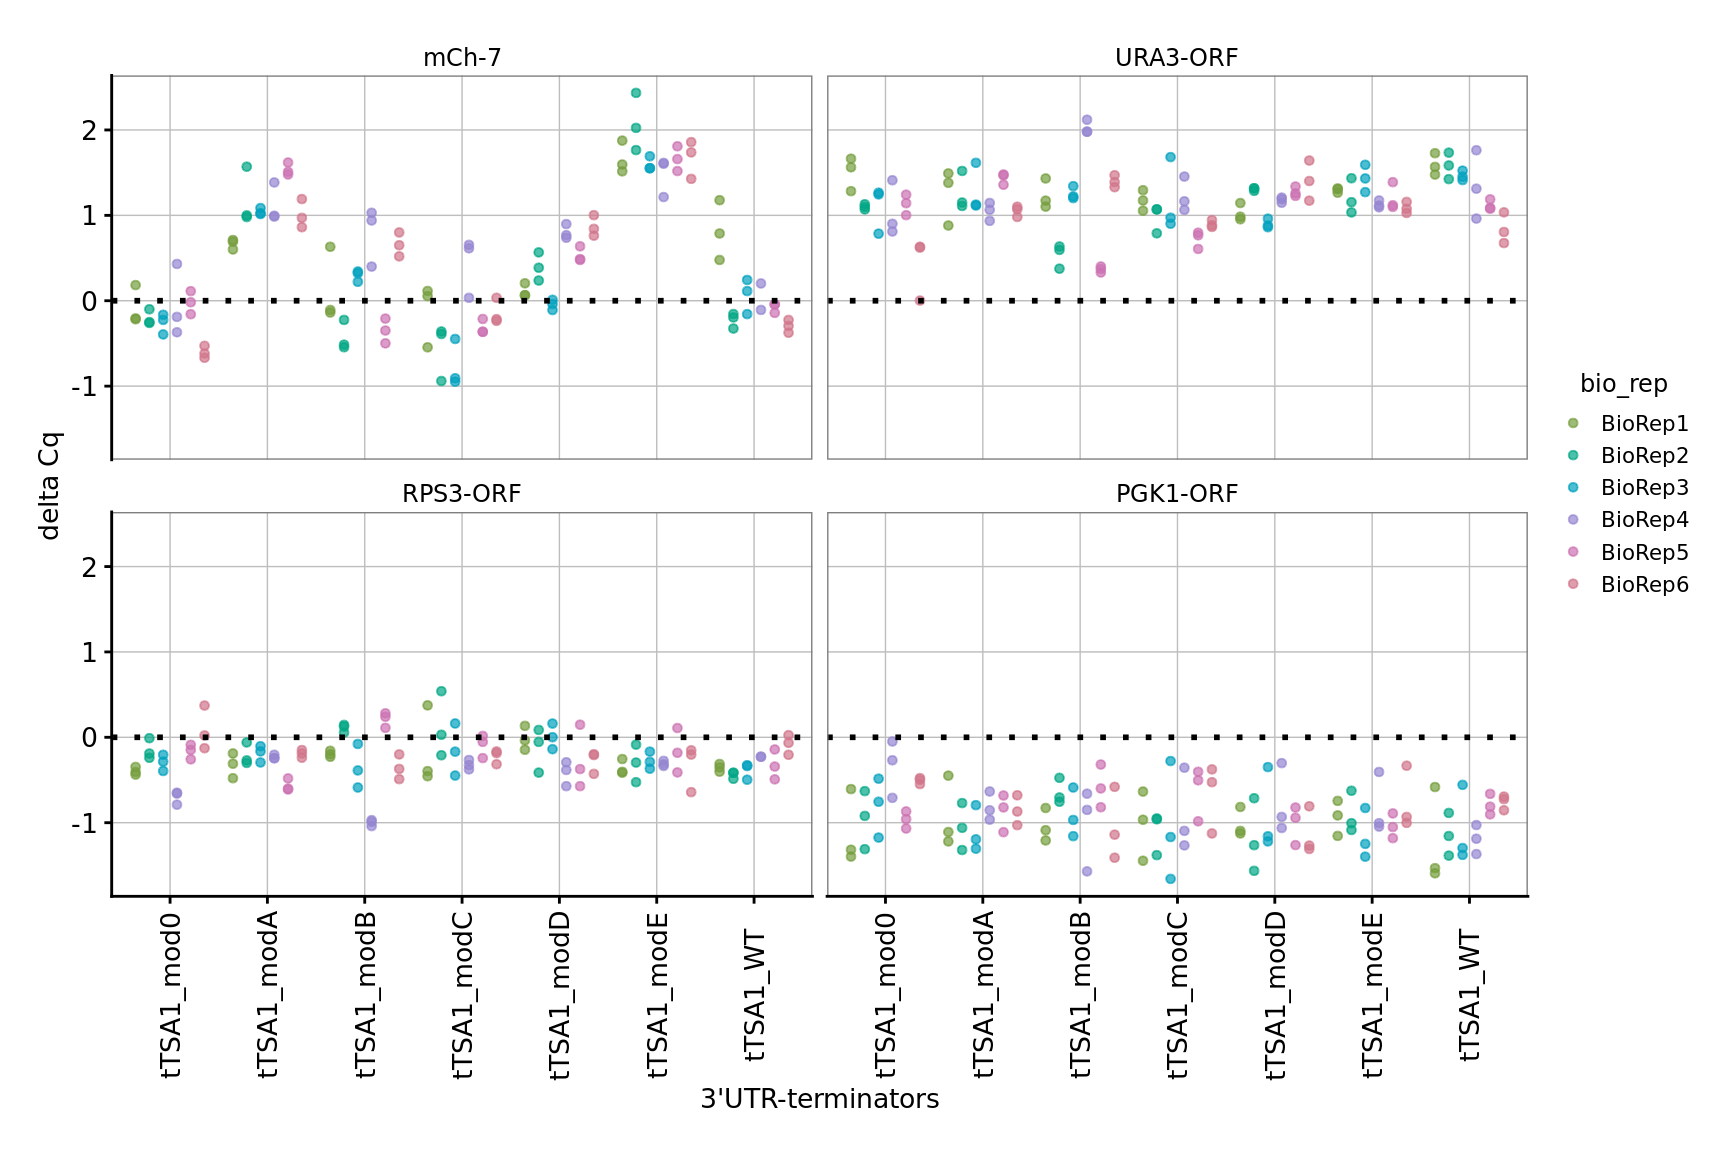 mCh-7
URA3-ORF
2
1
0
-1
RPS3-ORF
PGK1-ORF
2
1
0
-1
delta Cq
tTSA1_mod0
tTSA1_modA
tTSA1_modB
tTSA1_modC
tTSA1_modD
tTSA1_modE
tTSA1_WT
tTSA1_mod0
tTSA1_modA
tTSA1_modB
tTSA1_modC
tTSA1_modD
tTSA1_modE
tTSA1_WT
3'UTR-terminators
bio_rep
BioRep1
BioRep2
BioRep3
BioRep4
BioRep5
BioRep6